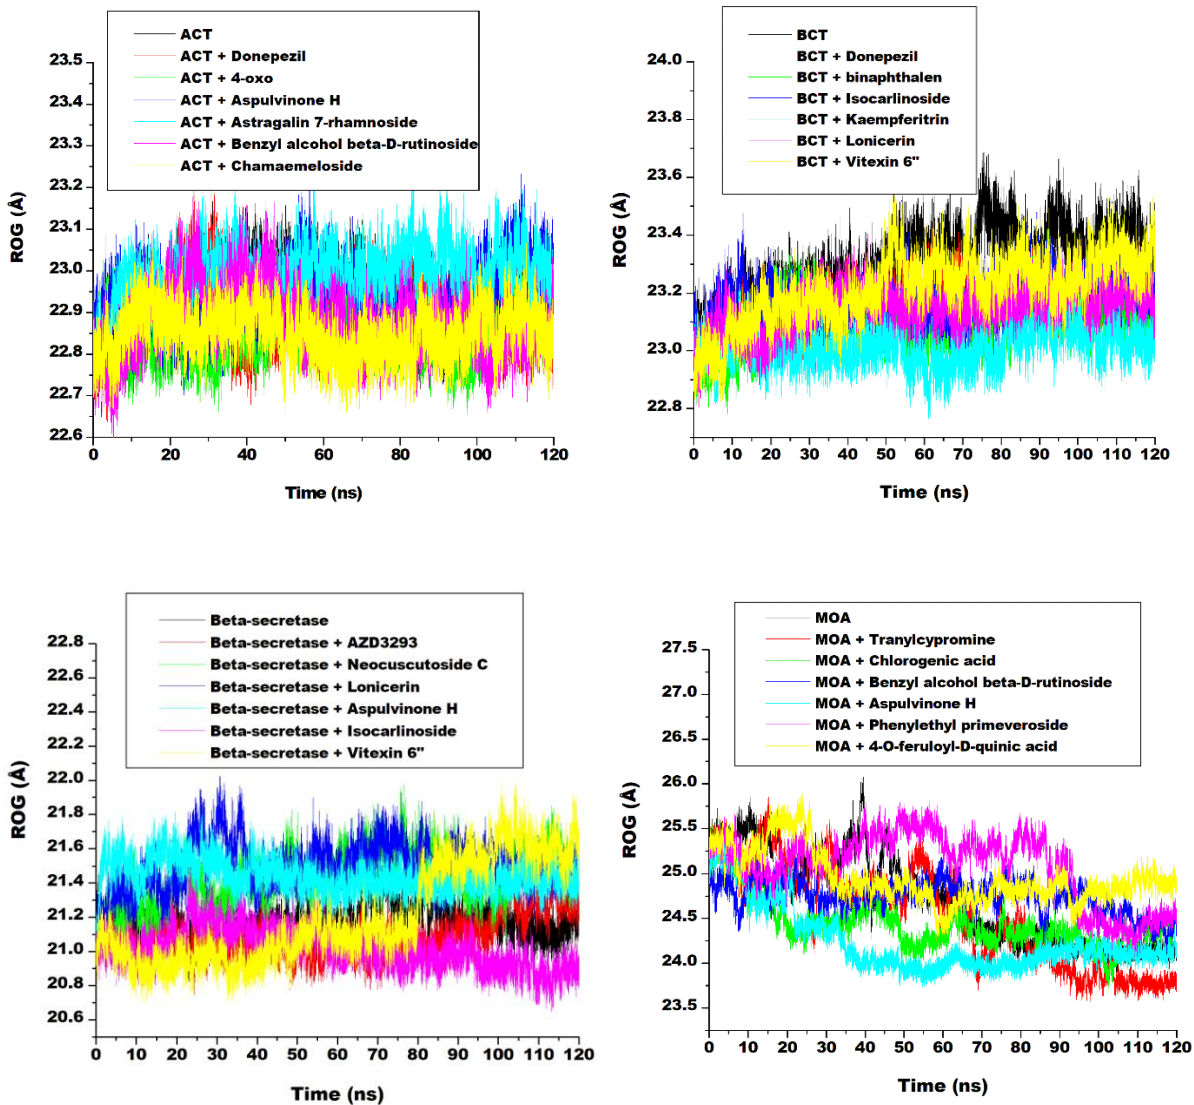 ACT
ACT + Donepezil
ACT + 4-oxo
ACT + Aspulvinone H
ACT + Astragalin 7-rhamnoside
ACT + Benzyl alcohol beta-D-rutinoside
ACT + Chamaemeloside
23.5
23.4
23.3
23.2
23.1
23.0
22.9
22.8
22.7
22.6
ROG (Å)
0 20 40 60 80 100 120
Time (ns)
BCT
BCT + Donepezil
BCT + binaphthalen
BCT + Isocarlinoside
BCT + Kaempferitrin
BCT + Lonicerin
BCT + Vitexin 6"
24.0
23.8
23.6
23.4
23.2
23.0
22.8
ROG (Å)
0 10 20 30 40 50 60 70 80 90 100 110 120
Time (ns)
Beta-secretase
Beta-secretase + AZD3293
Beta-secretase + Neocuscutoside C
Beta-secretase + Lonicerin
Beta-secretase + Aspulvinone H
Beta-secretase + Isocarlinoside
Beta-secretase + Vitexin 6"
22.8
22.6
22.4
22.2
22.0
21.8
21.6
21.4
21.2
21.0
20.8
20.6
ROG (Å)
0 10 20 30 40 50 60 70 80 90 100 110 120
Time (ns)
MOA
MOA + Tranylcypromine
MOA + Chlorogenic acid
MOA + Benzyl alcohol beta-D-rutinoside
MOA + Aspulvinone H
MOA + Phenylethyl primeveroside
MOA + 4-O-feruloyl-D-quinic acid
27.5
27.0
26.5
26.0
25.5
25.0
24.5
24.0
23.5
ROG (Å)
0 10 20 30 40 50 60 70 80 90 100 110 120
Time (ns)